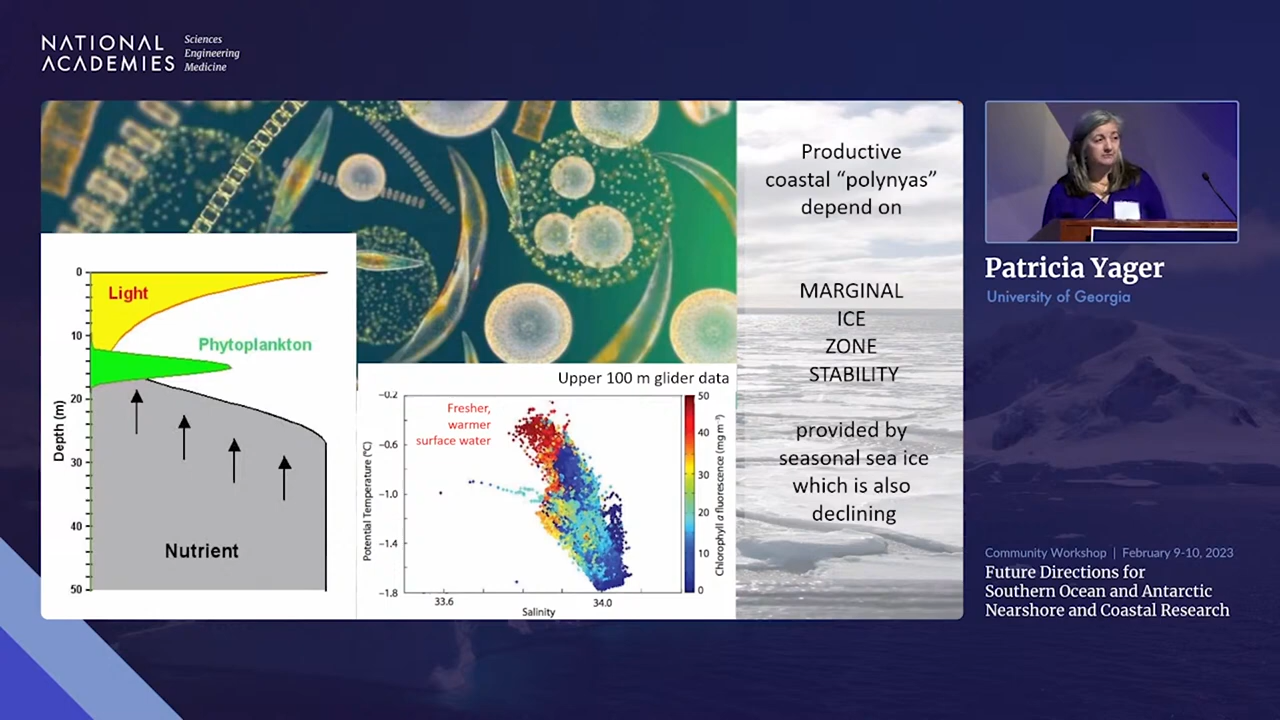 NATIONAL
ACADEMIES
Sciences
Engineering
Medicine
0
10
20
30
40
50
Depth (m)
Light
Phytoplankton
Nutrient
Upper 100 m glider data
Fresher,
warmer
surface water
−0.2
−0.6
−1.0
−1.4
−1.8
Potential Temperature (°C)
33.6
34.0
Salinity
50
40
30
20
10
0
Chlorophyll a fluorescence (mg m⁻³)
Productive
coastal “polynyas”
depend on
MARGINAL
ICE
ZONE
STABILITY
provided by
seasonal sea ice
which is also
declining
Patricia Yager
University of Georgia
Community Workshop | February 9-10, 2023
Future Directions for
Southern Ocean and Antarctic
Nearshore and Coastal Research